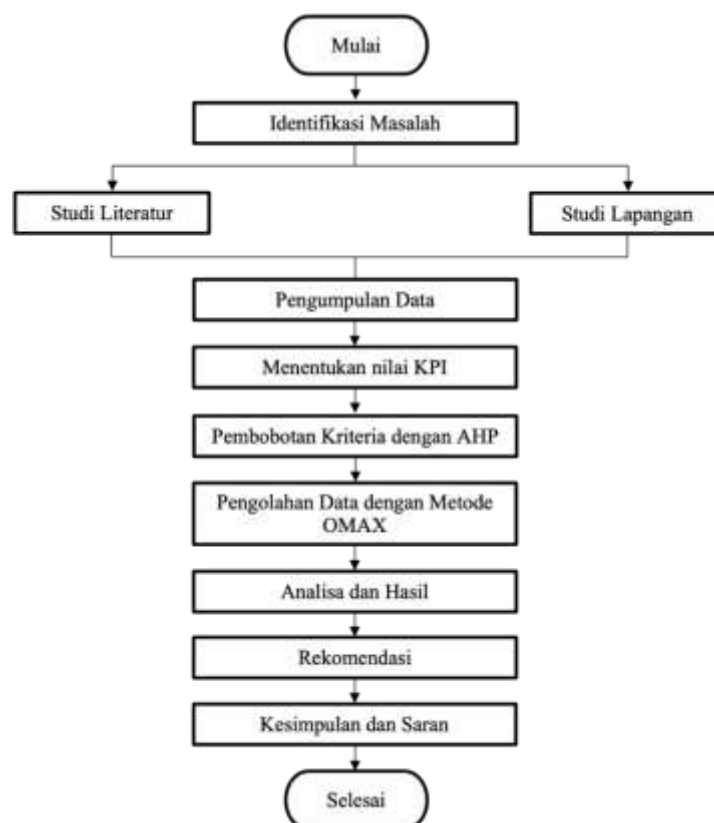 Mulai
Identifikasi Masalah
Studi Literatur
Studi Lapangan
Pengumpulan Data
Menentukan nilai KPI
Pembobotan Kriteria dengan AHP
Pengolahan Data dengan Metode
OMAX
Analisa dan Hasil
Rekomendasi
Kesimpulan dan Saran
Selesai